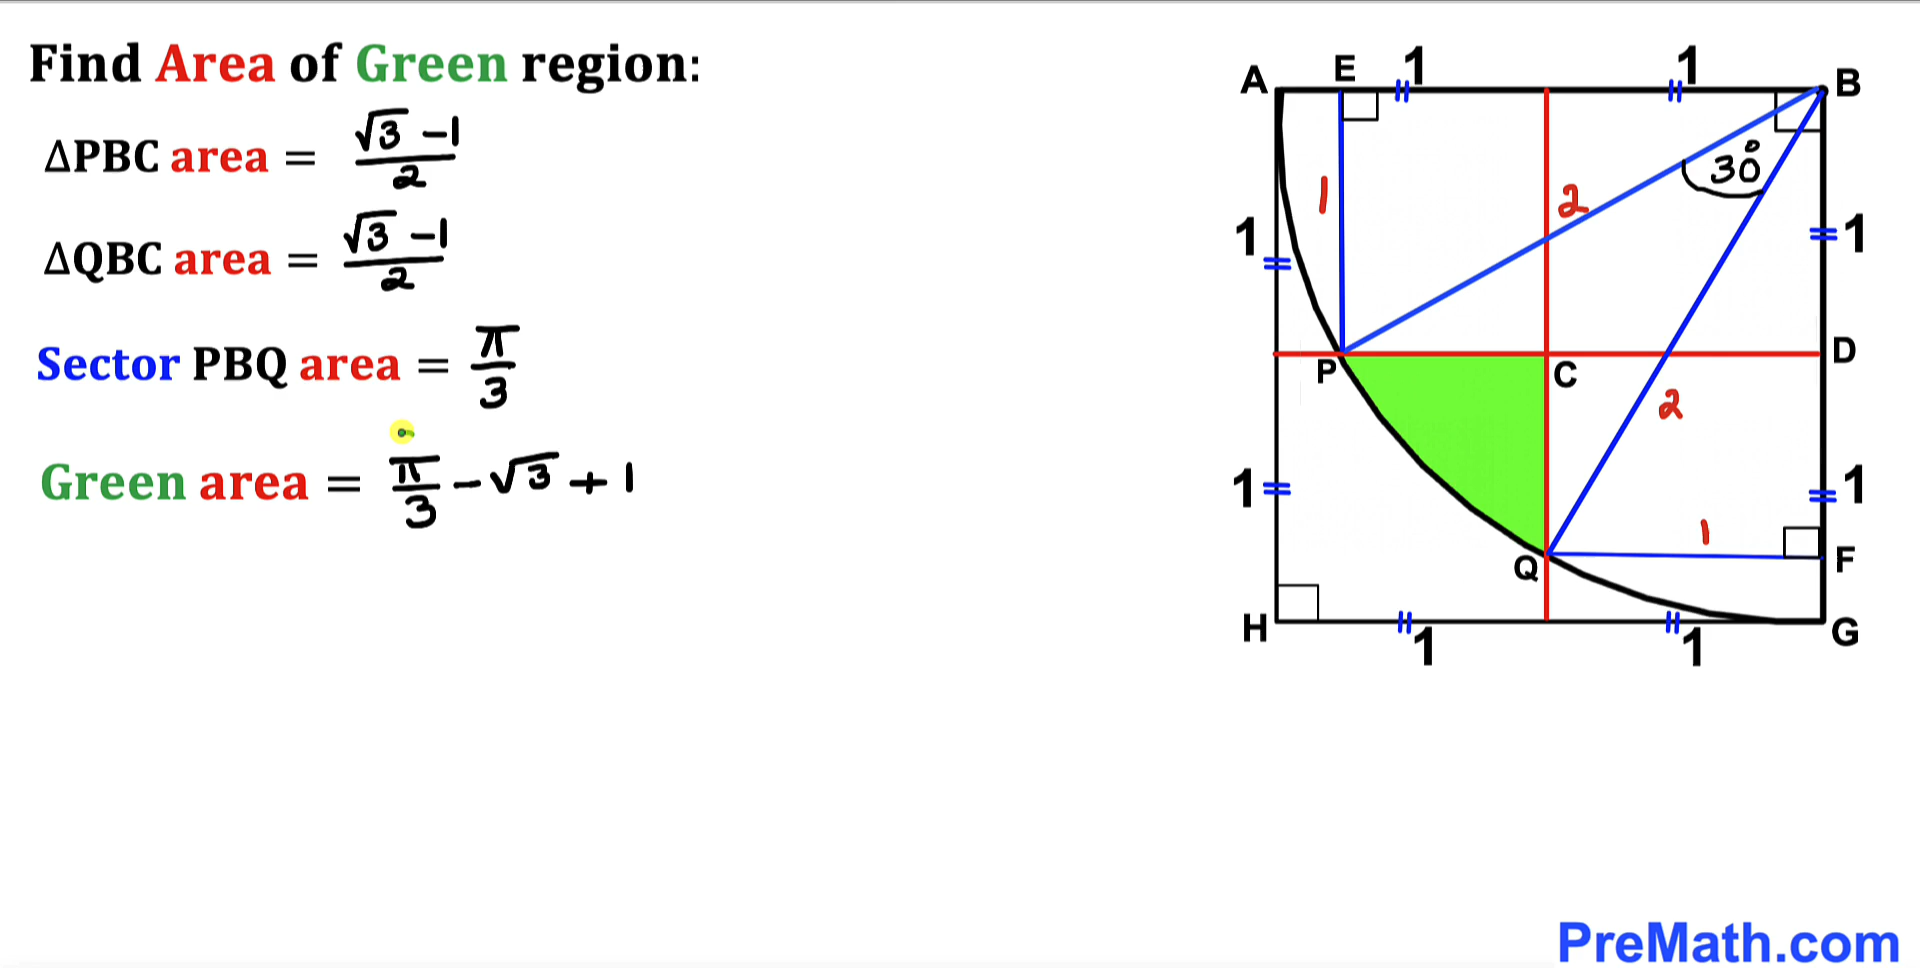 Find Area of Green region:
ΔPBC area = (√3 − 1)/2
ΔQBC area = (√3 − 1)/2
Sector PBQ area = π/3
Green area = π/3 − √3 + 1
A E 1 1 B
30°
1 2
1 1
P C D
2
1 1
1
Q F
H G
1 1
PreMath.com